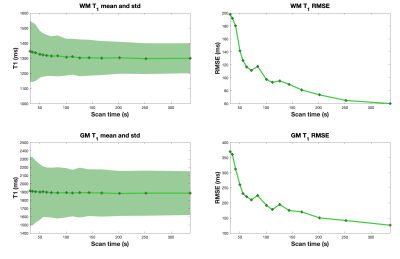 WM T1 mean and std
T1 (ms)
1600
1500
1400
1300
1200
1100
1000
50 100 150 200 250 300
Scan time (s)
WM T1 RMSE
RMSE (ms)
200
180
160
140
120
100
80
60
50 100 150 200 250 300
Scan time (s)
GM T1 mean and std
T1 (ms)
2400
2300
2200
2100
2000
1900
1800
1700
1600
1500
1400
50 100 150 200 250 300
Scan time (s)
GM T1 RMSE
RMSE (ms)
400
350
300
250
200
150
100
50 100 150 200 250 300
Scan time (s)